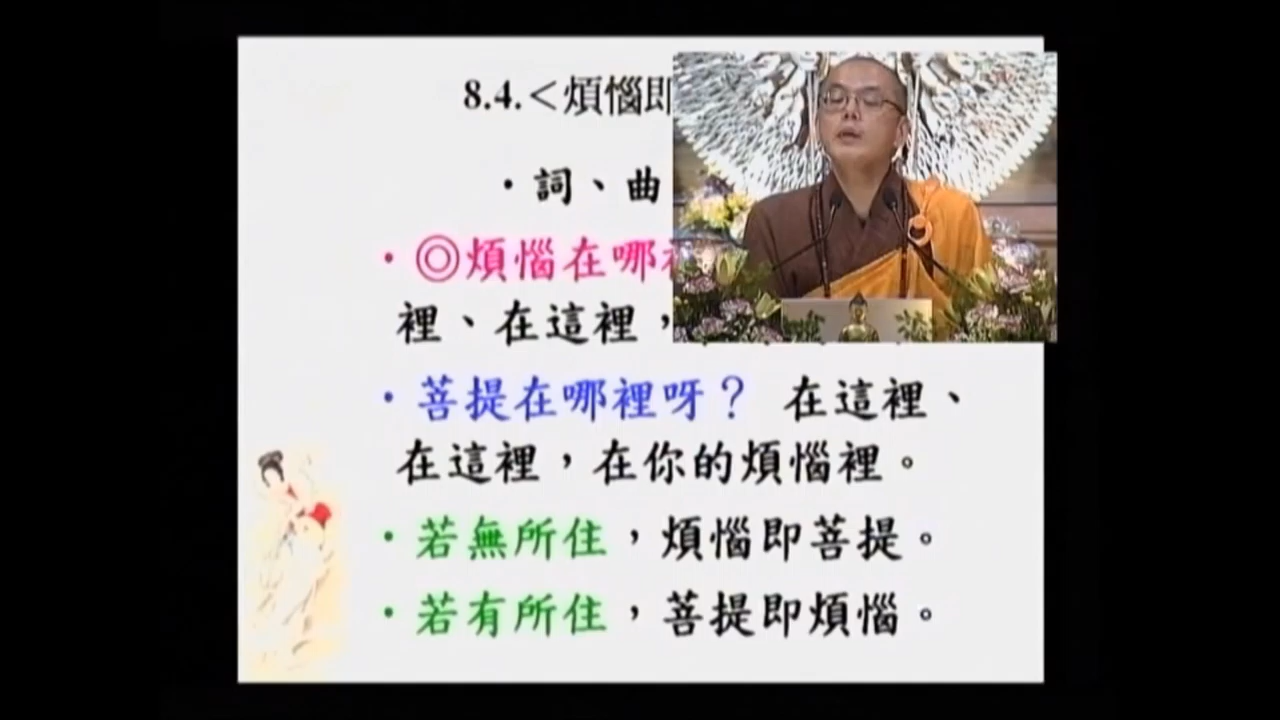 8.4.＜煩惱即
・詞、曲
・◎煩惱在哪
裡、在這裡，
・菩提在哪裡呀？ 在這裡、
在這裡，在你的煩惱裡。
・若無所住，煩惱即菩提。
・若有所住，菩提即煩惱。